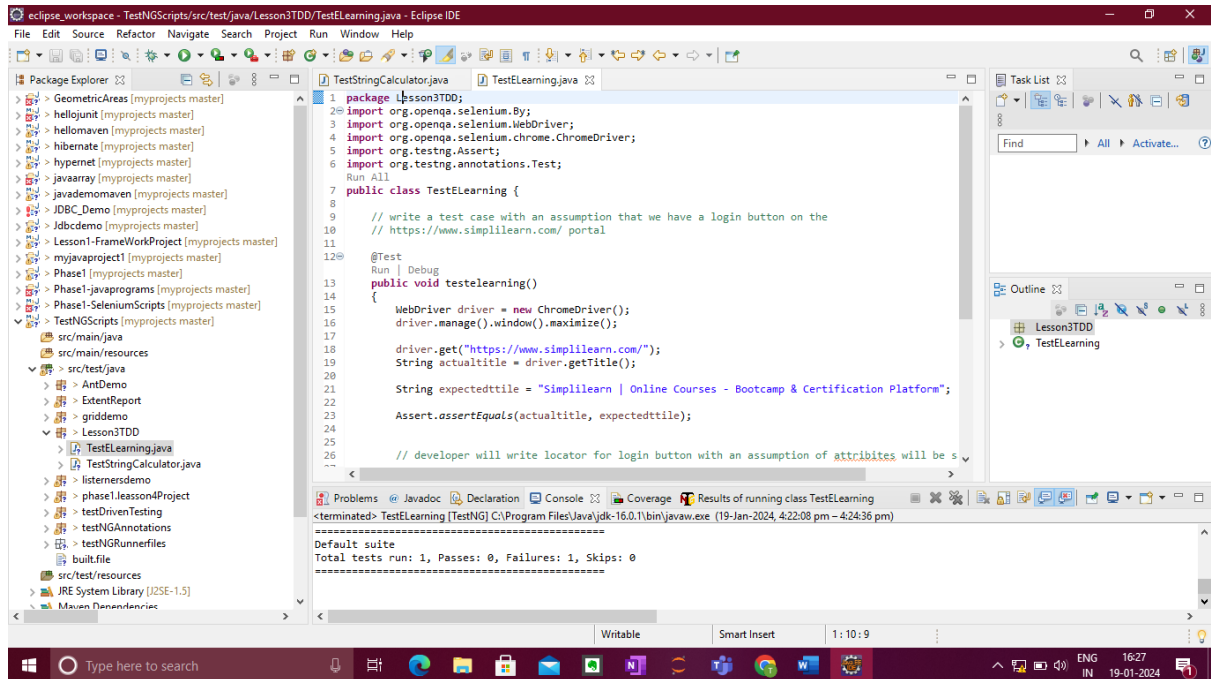 eclipse_workspace - TestNGScripts/src/test/java/Lesson3TDD/TestELearning.java - Eclipse IDE
File Edit Source Refactor Navigate Search Project Run Window Help
Package Explorer
> GeometricAreas [myprojects master]
> hellojunit [myprojects master]
> hellomaven [myprojects master]
> hibernate [myprojects master]
> hypernet [myprojects master]
> javaarray [myprojects master]
> javademomaven [myprojects master]
> JDBC_Demo [myprojects master]
> Jdbcdemo [myprojects master]
> Lesson1-FrameWorkProject [myprojects master]
> myjavaproject1 [myprojects master]
> Phase1 [myprojects master]
> Phase1-javaprograms [myprojects master]
> Phase1-SeleniumScripts [myprojects master]
> TestNGScripts [myprojects master]
src/main/java
src/main/resources
> src/test/java
> AntDemo
> ExtentReport
> griddemo
> Lesson3TDD
> TestELearning.java
> TestStringCalculator.java
> listernersdemo
> phase1.leasson4Project
> testDrivenTesting
> testNGAnnotations
> testNGRunnerfiles
built.file
src/test/resources
JRE System Library [J2SE-1.5]
Maven Dependencies
TestStringCalculator.java TestELearning.java
1 package Lesson3TDD;
2 import org.openqa.selenium.By;
3 import org.openqa.selenium.WebDriver;
4 import org.openqa.selenium.chrome.ChromeDriver;
5 import org.testng.Assert;
6 import org.testng.annotations.Test;
Run All
7 public class TestELearning {
8
9 // write a test case with an assumption that we have a login button on the
10 // https://www.simplilearn.com/ portal
11
12 @Test
Run | Debug
13 public void testelearning()
14 {
15 WebDriver driver = new ChromeDriver();
16 driver.manage().window().maximize();
17
18 driver.get("https://www.simplilearn.com/");
19 String actualtitle = driver.getTitle();
20
21 String expectedttile = "Simplilearn | Online Courses - Bootcamp & Certification Platform";
22
23 Assert.assertEquals(actualtitle, expectedttile);
24
25
26 // developer will write locator for login button with an assumption of attribites will be s
Task List
Find All Activate...
Outline
Lesson3TDD
TestELearning
Problems Javadoc Declaration Console Coverage Results of running class TestELearning
<terminated> TestELearning [TestNG] C:\Program Files\Java\jdk-16.0.1\bin\javaw.exe (19-Jan-2024, 4:22:08 pm – 4:24:36 pm)
===============================================
Default suite
Total tests run: 1, Passes: 0, Failures: 1, Skips: 0
===============================================
Writable Smart Insert 1 : 10 : 9
Type here to search
ENG 16:27
IN 19-01-2024